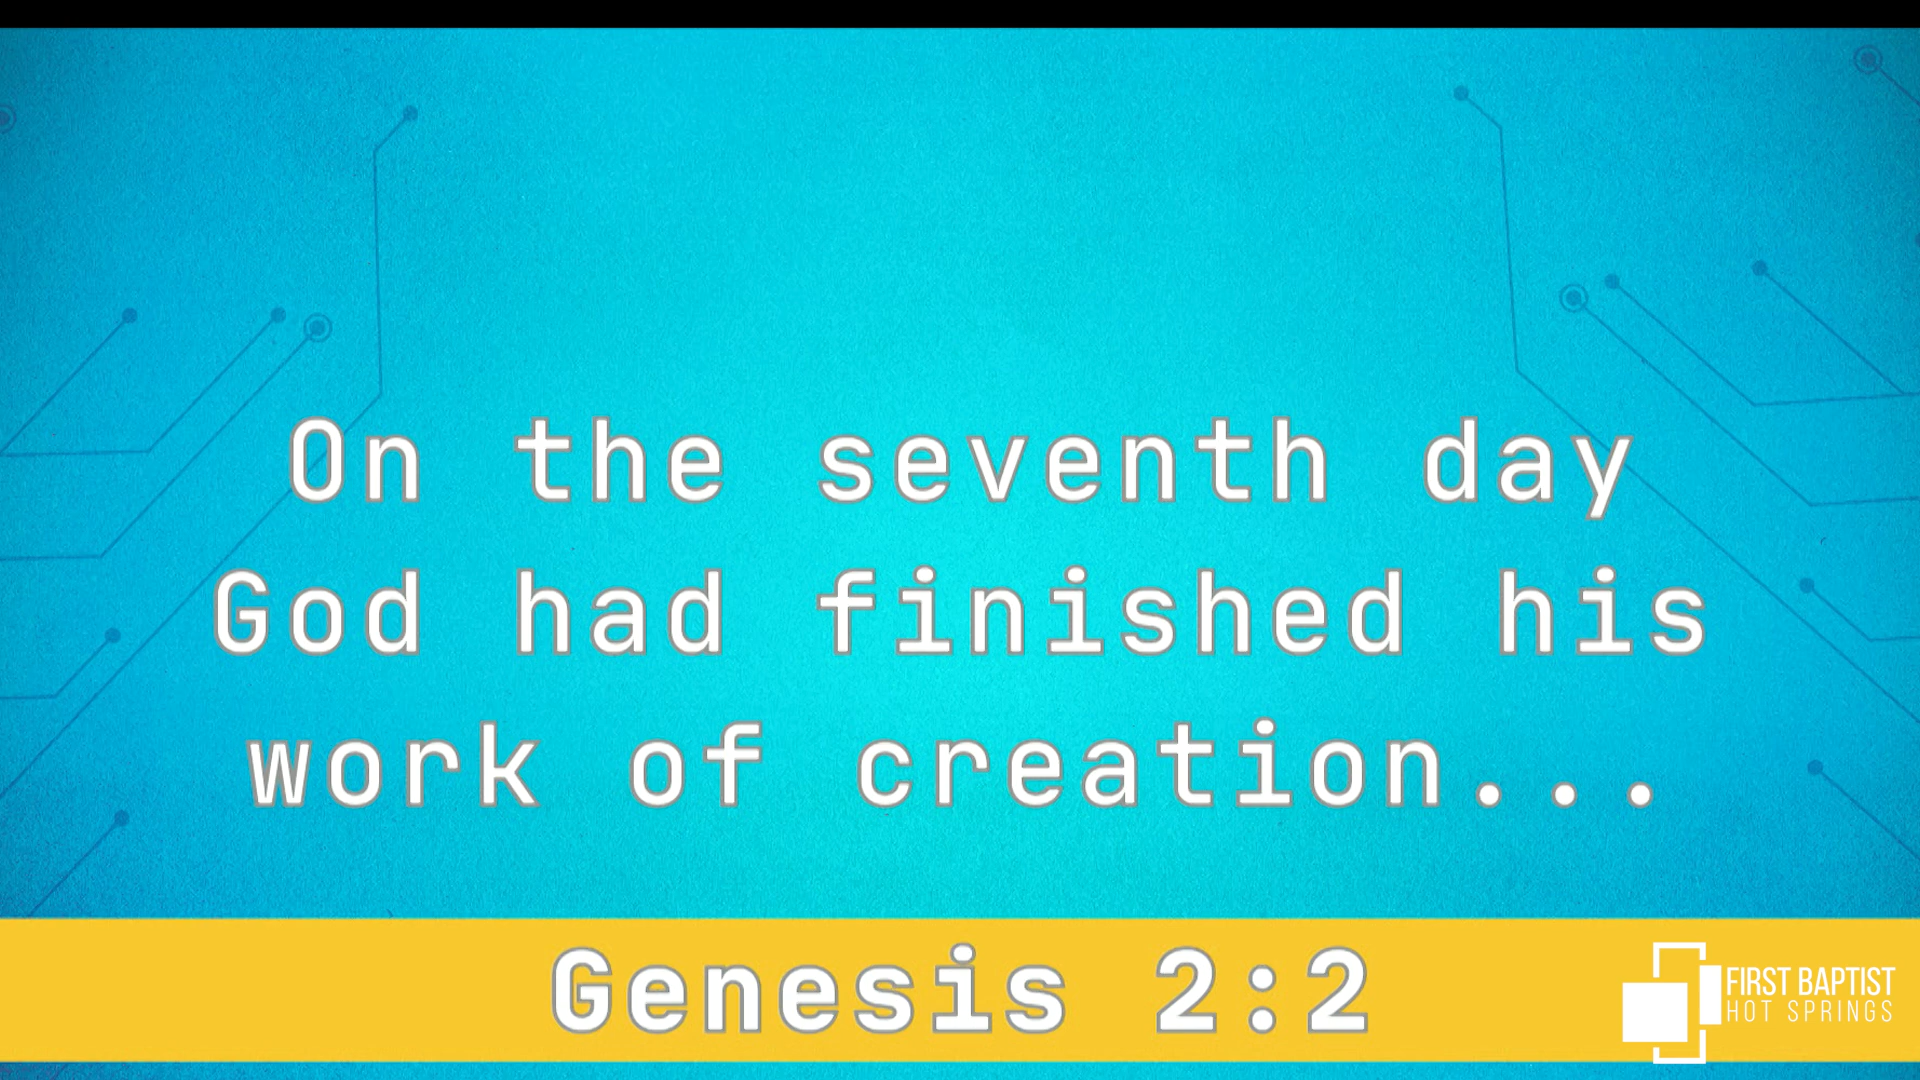 On the seventh day
God had finished his
work of creation...
Genesis 2:2
FIRST BAPTIST
HOT SPRINGS